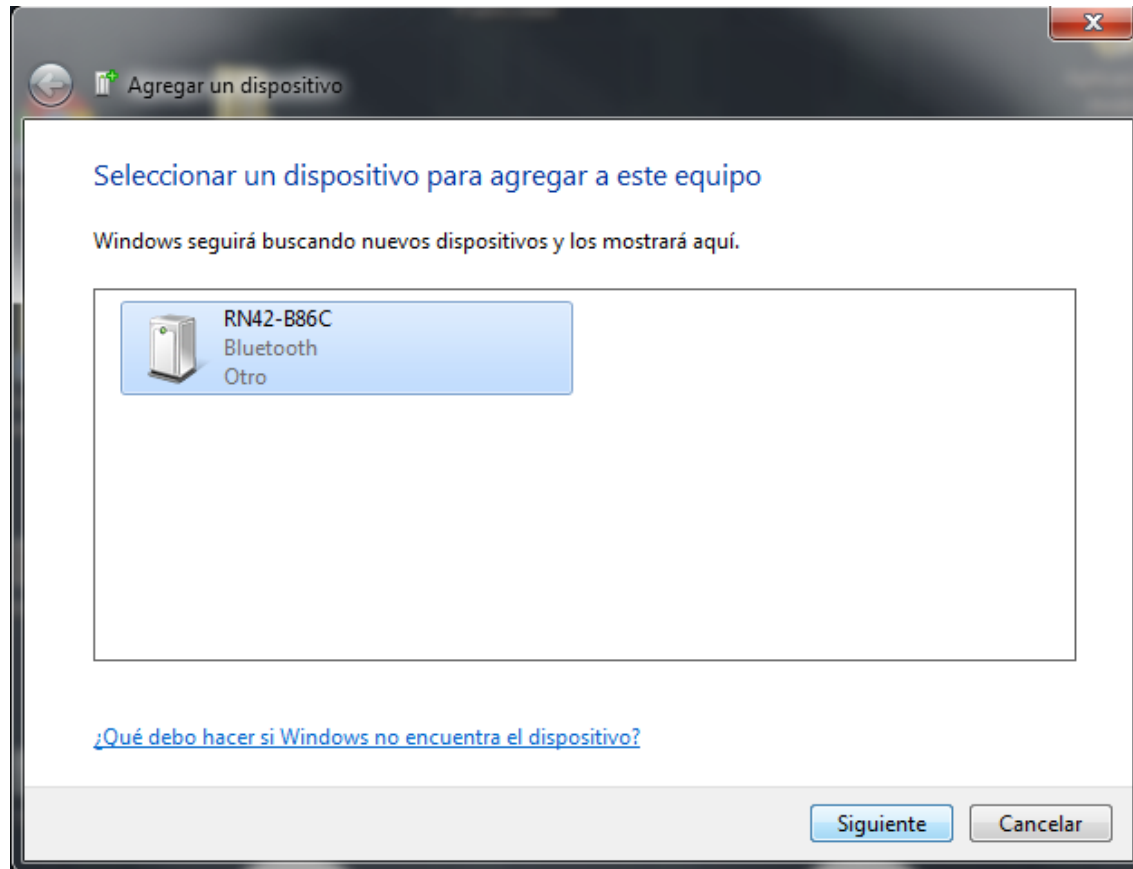 Agregar un dispositivo
Seleccionar un dispositivo para agregar a este equipo
Windows seguirá buscando nuevos dispositivos y los mostrará aquí.
RN42-B86C
Bluetooth
Otro
¿Qué debo hacer si Windows no encuentra el dispositivo?
Siguiente Cancelar